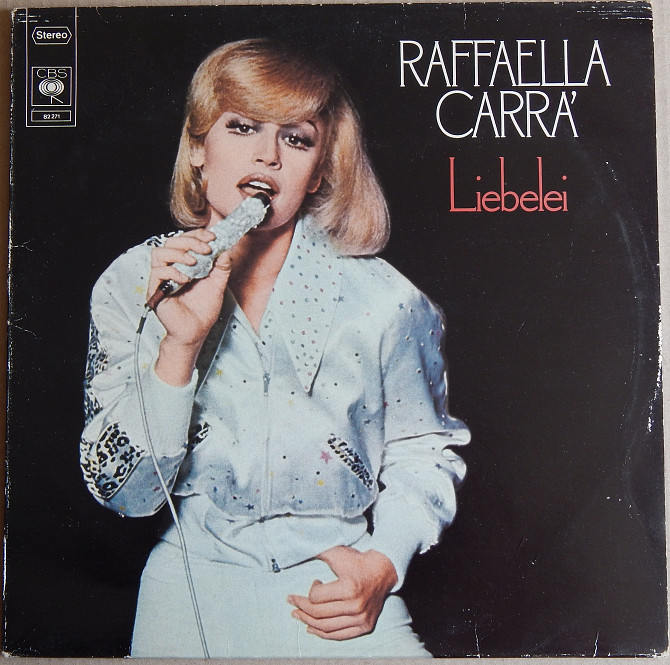 Stereo
CBS
82 271
RAFFAELLA
CARRA'
Liebelei